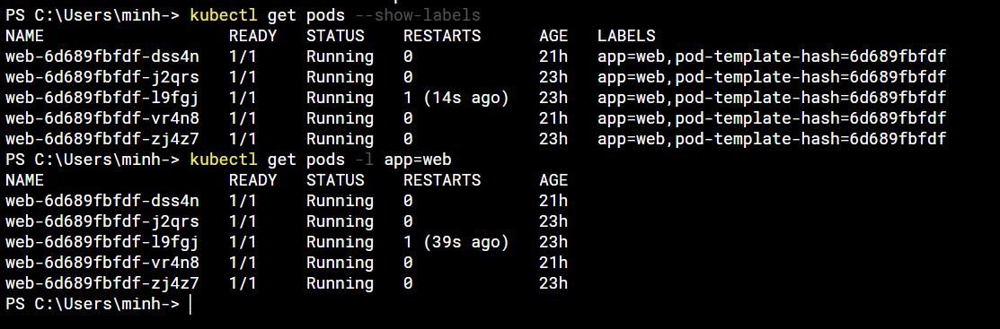 PS C:\Users\minh-> kubectl get pods --show-labels
NAME                   READY   STATUS    RESTARTS      AGE   LABELS
web-6d689fbfdf-dss4n   1/1     Running   0             21h   app=web,pod-template-hash=6d689fbfdf
web-6d689fbfdf-j2qrs   1/1     Running   0             23h   app=web,pod-template-hash=6d689fbfdf
web-6d689fbfdf-l9fgj   1/1     Running   1 (14s ago)   23h   app=web,pod-template-hash=6d689fbfdf
web-6d689fbfdf-vr4n8   1/1     Running   0             21h   app=web,pod-template-hash=6d689fbfdf
web-6d689fbfdf-zj4z7   1/1     Running   0             23h   app=web,pod-template-hash=6d689fbfdf
PS C:\Users\minh-> kubectl get pods -l app=web
NAME                   READY   STATUS    RESTARTS      AGE
web-6d689fbfdf-dss4n   1/1     Running   0             21h
web-6d689fbfdf-j2qrs   1/1     Running   0             23h
web-6d689fbfdf-l9fgj   1/1     Running   1 (39s ago)   23h
web-6d689fbfdf-vr4n8   1/1     Running   0             21h
web-6d689fbfdf-zj4z7   1/1     Running   0             23h
PS C:\Users\minh->